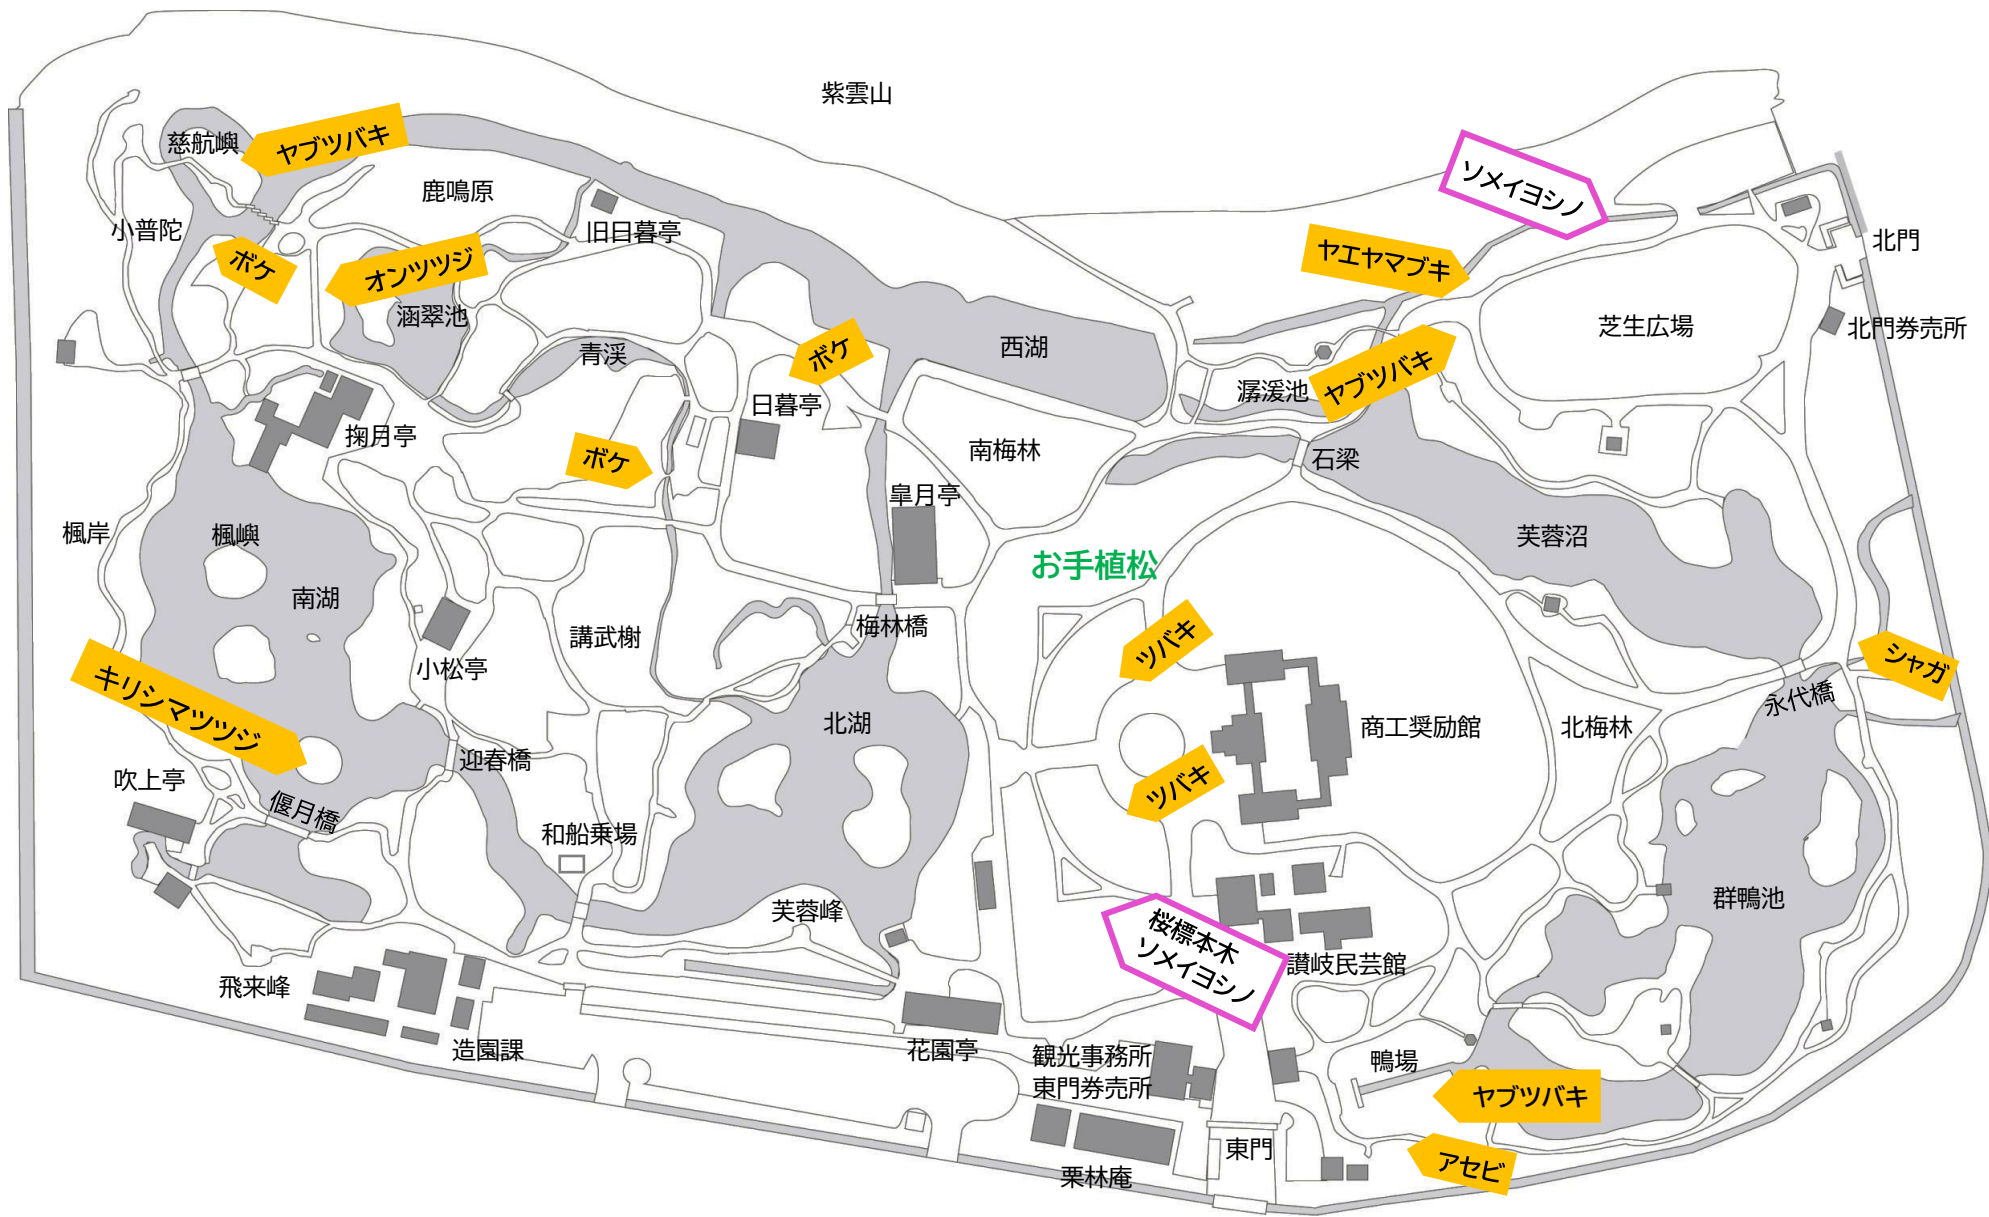 紫雲山
慈航嶼
ヤブツバキ
鹿鳴原
ソメイヨシノ
小普陀
旧日暮亭
北門
ボケ
オンツツジ
ヤエヤマブキ
涵翠池
芝生広場
北門券売所
青渓
ボケ
西湖
潺湲池
ヤブツバキ
日暮亭
掬月亭
南梅林
石梁
ボケ
皐月亭
楓岸
楓嶼
芙蓉沼
お手植松
南湖
講武榭
梅林橋
ツバキ
小松亭
シャガ
キリシマツツジ
永代橋
北湖
商工奨励館
北梅林
迎春橋
吹上亭
ツバキ
偃月橋
和船乗場
芙蓉峰
群鴨池
桜標本木
ソメイヨシノ
讃岐民芸館
飛来峰
造園課
花園亭
観光事務所
東門券売所
鴨場
ヤブツバキ
東門
アセビ
栗林庵